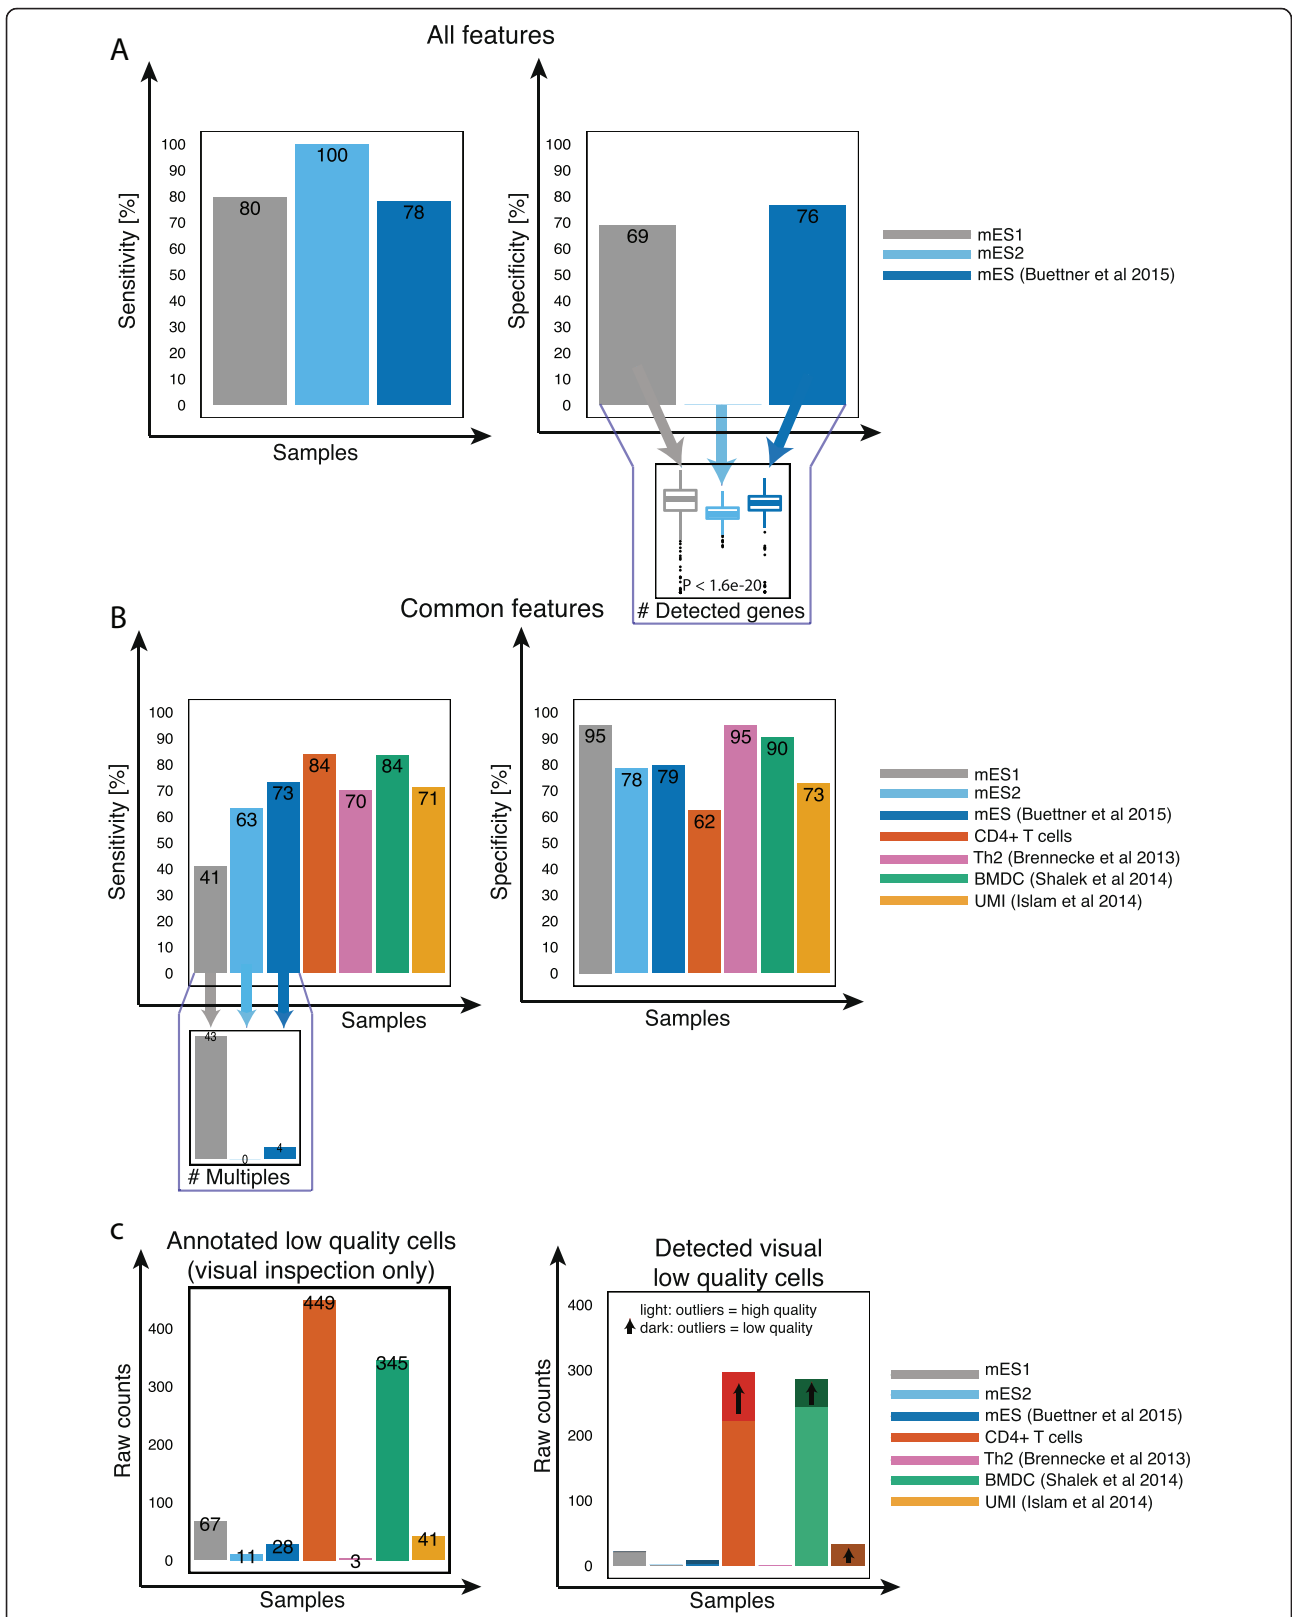 A
All features
Sensitivity [%]
100
90
80
70
60
50
40
30
20
10
0
80
100
78
Samples
Specificity [%]
100
90
80
70
60
50
40
30
20
10
0
69
76
mES1
mES2
mES (Buettner et al 2015)
P < 1.6e-20
# Detected genes
B
Common features
Sensitivity [%]
100
90
80
70
60
50
40
30
20
10
0
41
63
73
84
70
84
71
Samples
43
0
4
# Multiples
Specificity [%]
100
90
80
70
60
50
40
30
20
10
0
95
78
79
62
95
90
73
Samples
mES1
mES2
mES (Buettner et al 2015)
CD4+ T cells
Th2 (Brennecke et al 2013)
BMDC (Shalek et al 2014)
UMI (Islam et al 2014)
C
Annotated low quality cells
(visual inspection only)
Raw counts
400
300
200
100
0
67
11
28
449
3
345
41
Samples
Detected visual
low quality cells
light: outliers = high quality
dark: outliers = low quality
Raw counts
400
300
200
100
0
Samples
mES1
mES2
mES (Buettner et al 2015)
CD4+ T cells
Th2 (Brennecke et al 2013)
BMDC (Shalek et al 2014)
UMI (Islam et al 2014)